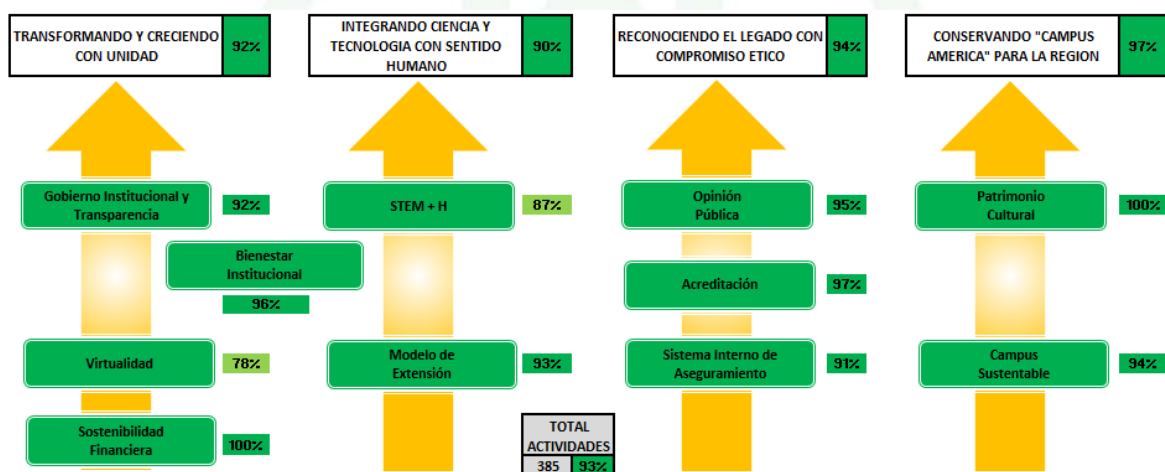 TRANSFORMANDO Y CRECIENDO
CON UNIDAD
92%
INTEGRANDO CIENCIA Y
TECNOLOGIA CON SENTIDO
HUMANO
90%
RECONOCIENDO EL LEGADO CON
COMPROMISO ETICO
94%
CONSERVANDO "CAMPUS
AMERICA" PARA LA REGION
97%
Gobierno Institucional y
Transparencia
92%
STEM + H
87%
Opinión
Pública
95%
Patrimonio
Cultural
100%
Bienestar
Institucional
96%
Acreditación
97%
Virtualidad
78%
Modelo de
Extensión
93%
Sistema Interno de
Aseguramiento
91%
Campus
Sustentable
94%
Sostenibilidad
Financiera
100%
TOTAL
ACTIVIDADES
385 93%